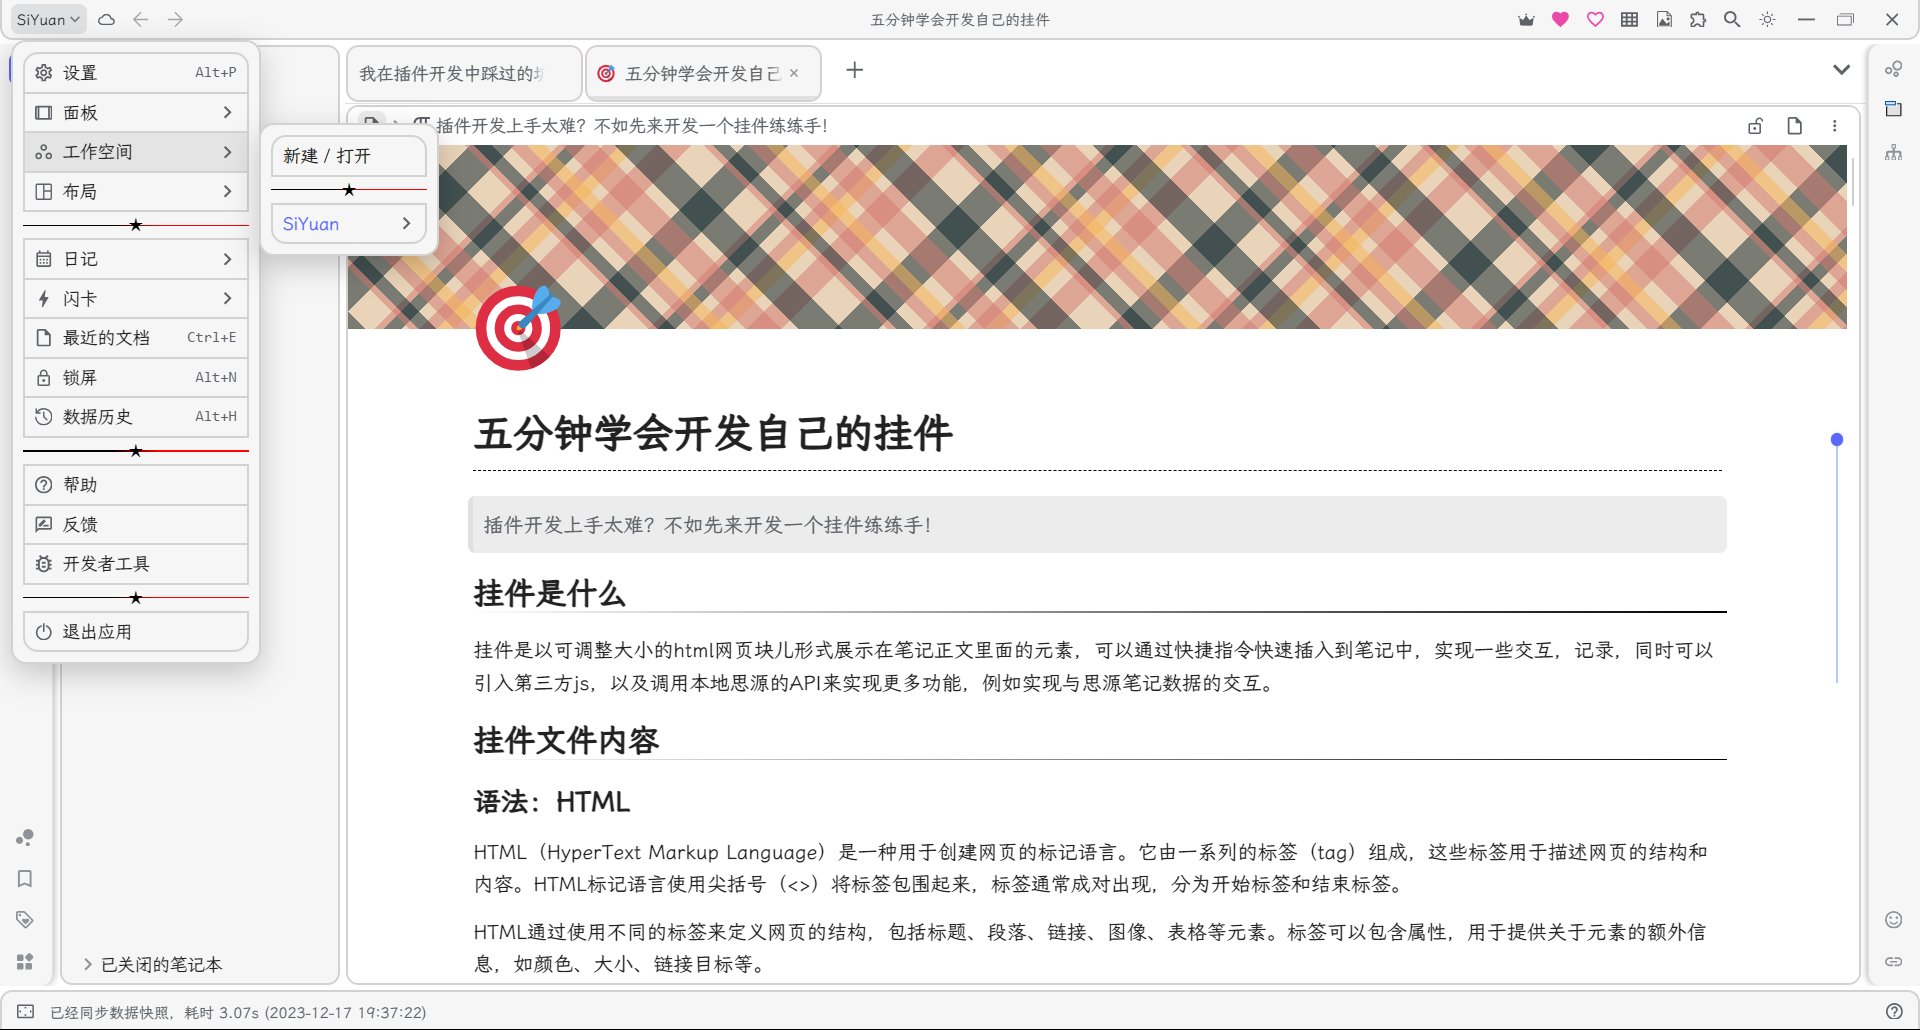 SiYuan
五分钟学会开发自己的挂件
设置 Alt+P
面板
工作空间
布局
日记
闪卡
最近的文档 Ctrl+E
锁屏 Alt+N
数据历史 Alt+H
帮助
反馈
开发者工具
退出应用
新建 / 打开
SiYuan
已关闭的笔记本
我在插件开发中踩过的
五分钟学会开发自己
插件开发上手太难？不如先来开发一个挂件练练手！
五分钟学会开发自己的挂件
插件开发上手太难？不如先来开发一个挂件练练手！
挂件是什么
挂件是以可调整大小的html网页块儿形式展示在笔记正文里面的元素，可以通过快捷指令快速插入到笔记中，实现一些交互，记录，同时可以
引入第三方js，以及调用本地思源的API来实现更多功能，例如实现与思源笔记数据的交互。
挂件文件内容
语法：HTML
HTML（HyperText Markup Language）是一种用于创建网页的标记语言。它由一系列的标签（tag）组成，这些标签用于描述网页的结构和
内容。HTML标记语言使用尖括号（<>）将标签包围起来，标签通常成对出现，分为开始标签和结束标签。
HTML通过使用不同的标签来定义网页的结构，包括标题、段落、链接、图像、表格等元素。标签可以包含属性，用于提供关于元素的额外信
息，如颜色、大小、链接目标等。
已经同步数据快照，耗时 3.07s (2023-12-17 19:37:22)